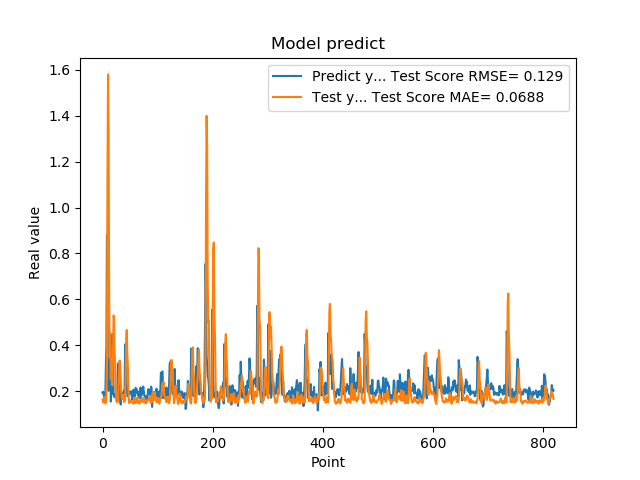 Model predict
Predict y... Test Score RMSE= 0.129
Test y... Test Score MAE= 0.0688
Real value
1.6
1.4
1.2
1.0
0.8
0.6
0.4
0.2
0
200
400
600
800
Point